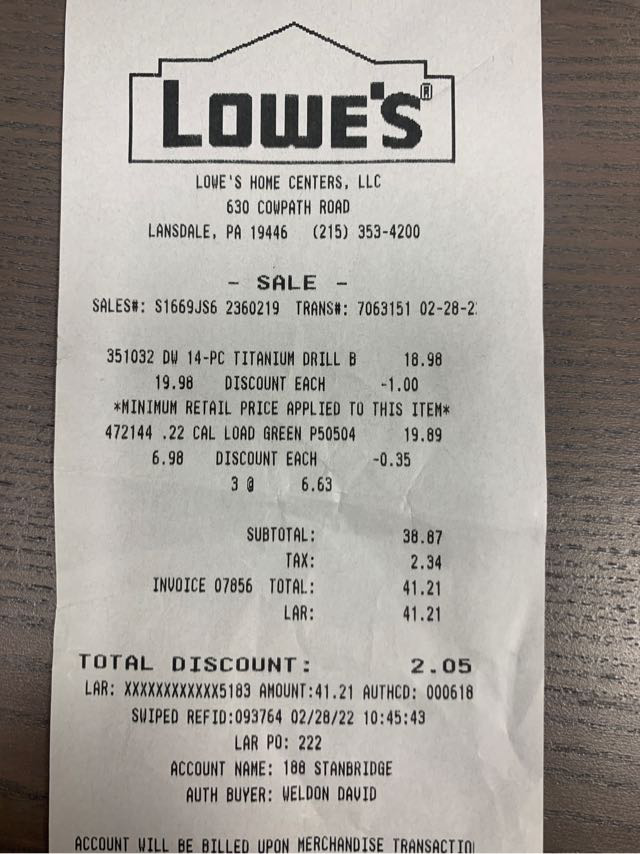 LOWE'S®
LOWE'S HOME CENTERS, LLC
630 COWPATH ROAD
LANSDALE, PA 19446 (215) 353-4200
- SALE -
SALES#: S1669JS6 2360219 TRANS#: 7063151 02-28-2
351032 DW 14-PC TITANIUM DRILL B 18.98
19.98 DISCOUNT EACH -1.00
*MINIMUM RETAIL PRICE APPLIED TO THIS ITEM*
472144 .22 CAL LOAD GREEN P50504 19.89
6.98 DISCOUNT EACH -0.35
3 @ 6.63
SUBTOTAL: 38.87
TAX: 2.34
INVOICE 07856 TOTAL: 41.21
LAR: 41.21
TOTAL DISCOUNT: 2.05
LAR: XXXXXXXXXXXX5183 AMOUNT:41.21 AUTHCD: 000618
SWIPED REFID:093764 02/28/22 10:45:43
LAR PO: 222
ACCOUNT NAME: 188 STANBRIDGE
AUTH BUYER: WELDON DAVID
ACCOUNT WILL BE BILLED UPON MERCHANDISE TRANSACTIO